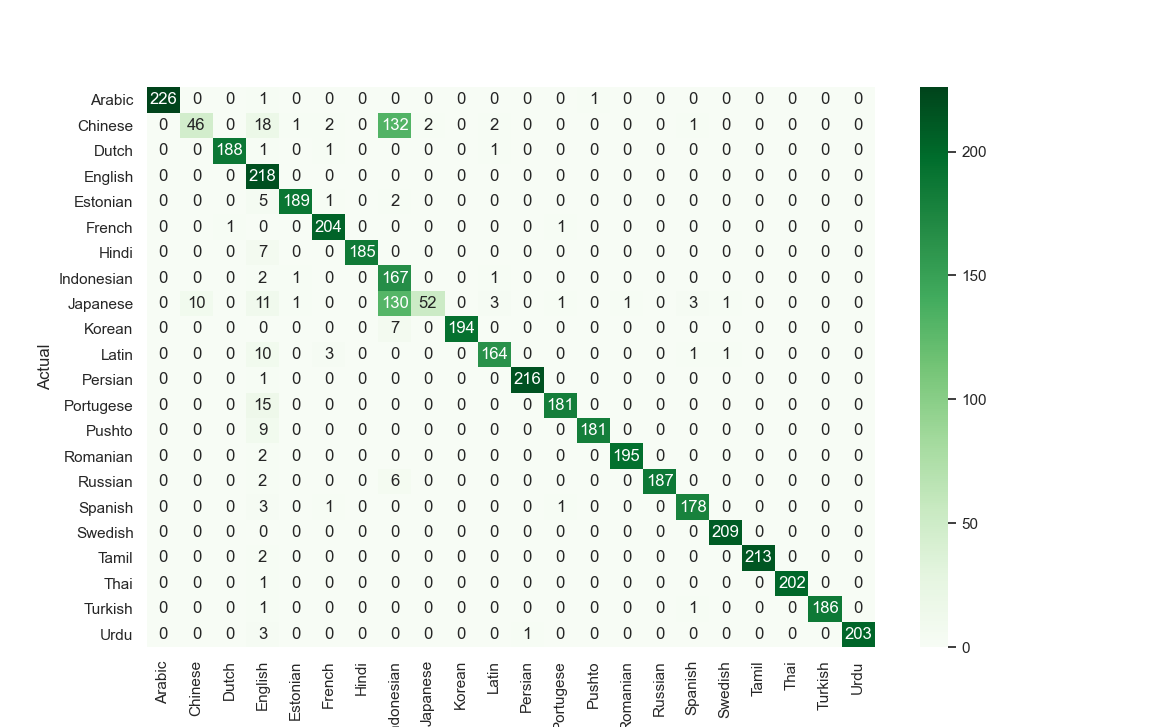 Arabic 226 0 0 1 0 0 0 0 0 0 0 0 0 1 0 0 0 0 0 0 0 0
Chinese 0 46 0 18 1 2 0 132 2 0 2 0 0 0 0 0 1 0 0 0 0 0
Dutch 0 0 188 1 0 1 0 0 0 0 1 0 0 0 0 0 0 0 0 0 0 0
English 0 0 0 218 0 0 0 0 0 0 0 0 0 0 0 0 0 0 0 0 0 0
Estonian 0 0 0 5 189 1 0 2 0 0 0 0 0 0 0 0 0 0 0 0 0 0
French 0 0 1 0 0 204 0 0 0 0 0 0 1 0 0 0 0 0 0 0 0 0
Hindi 0 0 0 7 0 0 185 0 0 0 0 0 0 0 0 0 0 0 0 0 0 0
Indonesian 0 0 0 2 1 0 0 167 0 0 1 0 0 0 0 0 0 0 0 0 0 0
Japanese 0 10 0 11 1 0 0 130 52 0 3 0 1 0 1 0 3 1 0 0 0 0
Korean 0 0 0 0 0 0 0 7 0 194 0 0 0 0 0 0 0 0 0 0 0 0
Latin 0 0 0 10 0 3 0 0 0 0 164 0 0 0 0 0 1 1 0 0 0 0
Persian 0 0 0 1 0 0 0 0 0 0 0 216 0 0 0 0 0 0 0 0 0 0
Portugese 0 0 0 15 0 0 0 0 0 0 0 0 181 0 0 0 0 0 0 0 0 0
Pushto 0 0 0 9 0 0 0 0 0 0 0 0 0 181 0 0 0 0 0 0 0 0
Romanian 0 0 0 2 0 0 0 0 0 0 0 0 0 0 195 0 0 0 0 0 0 0
Russian 0 0 0 2 0 0 0 6 0 0 0 0 0 0 0 187 0 0 0 0 0 0
Spanish 0 0 0 3 0 1 0 0 0 0 0 0 1 0 0 0 178 0 0 0 0 0
Swedish 0 0 0 0 0 0 0 0 0 0 0 0 0 0 0 0 0 209 0 0 0 0
Tamil 0 0 0 2 0 0 0 0 0 0 0 0 0 0 0 0 0 0 213 0 0 0
Thai 0 0 0 1 0 0 0 0 0 0 0 0 0 0 0 0 0 0 0 202 0 0
Turkish 0 0 0 1 0 0 0 0 0 0 0 0 0 0 0 0 1 0 0 0 186 0
Urdu 0 0 0 3 0 0 0 0 0 0 0 1 0 0 0 0 0 0 0 0 0 203
Actual
Arabic
Chinese
Dutch
English
Estonian
French
Hindi
donesian
Japanese
Korean
Latin
Persian
ortugese
Pushto
Romanian
Russian
Spanish
Swedish
Tamil
Thai
Turkish
Urdu
200
150
100
50
0